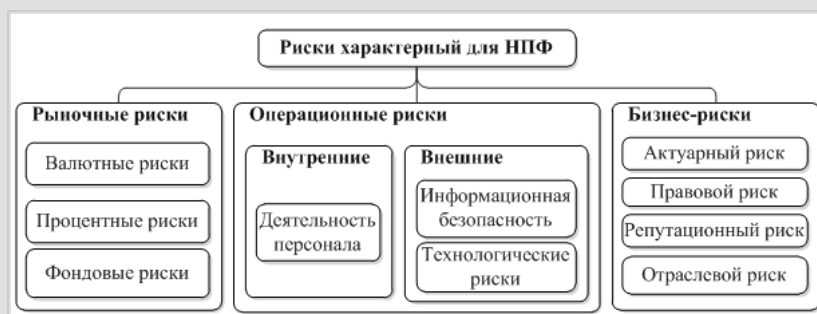 Риски характерный для НПФ
Рыночные риски
Валютные риски
Процентные риски
Фондовые риски
Операционные риски
Внутренние
Деятельность
персонала
Внешние
Информационная
безопасность
Технологические
риски
Бизнес-риски
Актуарный риск
Правовой риск
Репутационный риск
Отраслевой риск